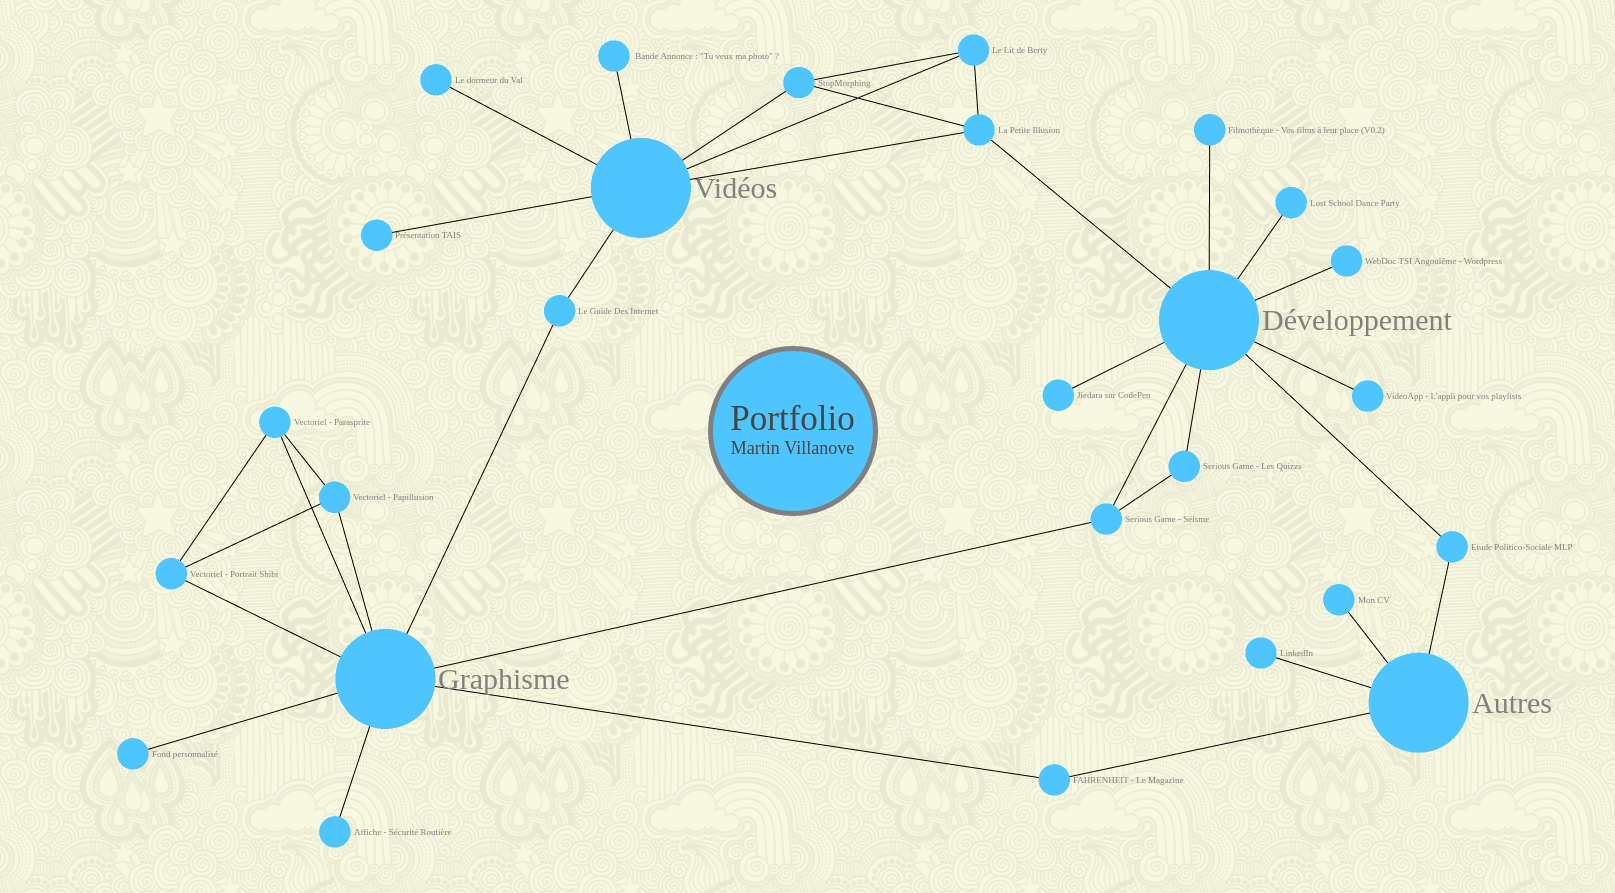 Le Lit de Berty
Bande Annonce : "Tu veux ma photo" ?
Le dormeur du Val
StopMorphing
La Petite Illusion
Filmothèque - Vos films à leur place (V0.2)
Vidéos
Lost School Dance Party
Présentation TAIS
WebDoc TSI Angoulême - Wordpress
Le Guide Des Internet
Développement
Jiedara sur CodePen
VideoApp - L'appli pour vos playlists
Portfolio
Martin Villanove
Vectoriel - Parasprite
Serious Game - Les Quizzs
Vectoriel - Papillusion
Serious Game - Séisme
Etude Politico-Sociale MLP
Vectoriel - Portrait Shibi
Mon CV
LinkedIn
Graphisme
Autres
Fond personnalisé
FAHRENHEIT - Le Magazine
Affiche - Sécurité Routière